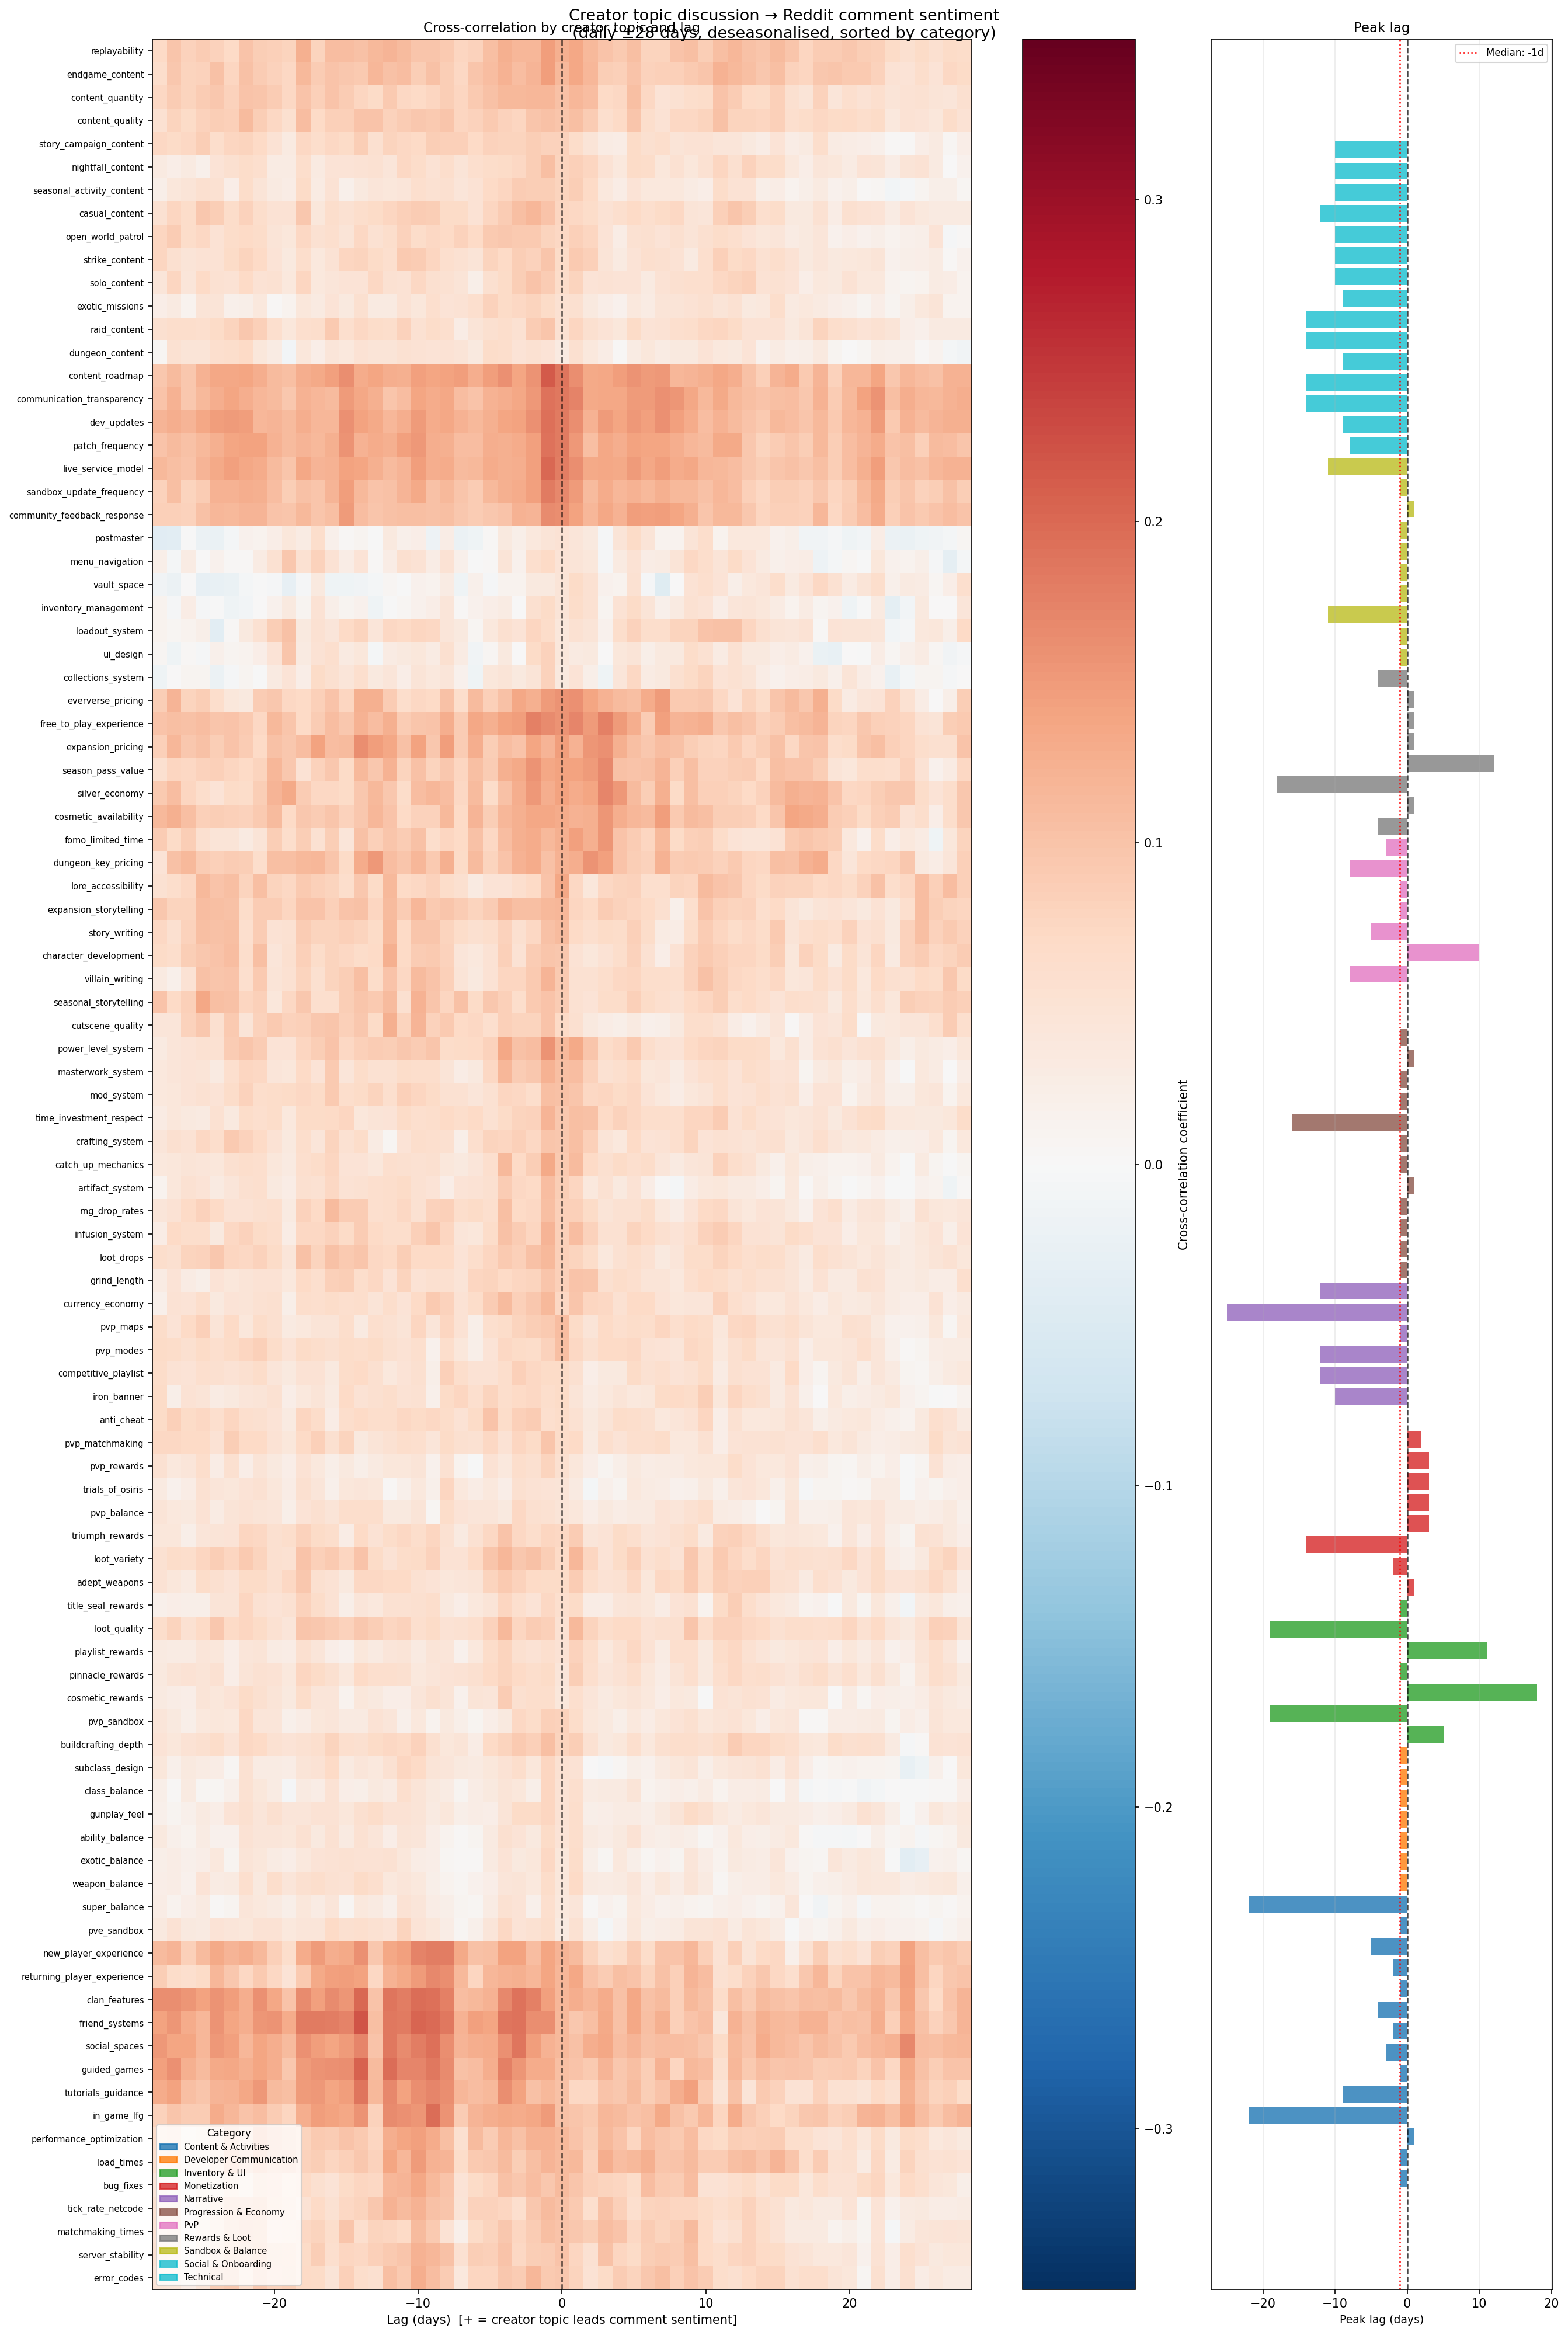 Creator topic discussion → Reddit comment sentiment
(daily ±28 days, deseasonalised, sorted by category)
Cross-correlation by creator topic and lag
replayability
endgame_content
content_quantity
content_quality
story_campaign_content
nightfall_content
seasonal_activity_content
casual_content
open_world_patrol
strike_content
solo_content
exotic_missions
raid_content
dungeon_content
content_roadmap
communication_transparency
dev_updates
patch_frequency
live_service_model
sandbox_update_frequency
community_feedback_response
postmaster
menu_navigation
vault_space
inventory_management
loadout_system
ui_design
collections_system
eververse_pricing
free_to_play_experience
expansion_pricing
season_pass_value
silver_economy
cosmetic_availability
fomo_limited_time
dungeon_key_pricing
lore_accessibility
expansion_storytelling
story_writing
character_development
villain_writing
seasonal_storytelling
cutscene_quality
power_level_system
masterwork_system
mod_system
time_investment_respect
crafting_system
catch_up_mechanics
artifact_system
rng_drop_rates
infusion_system
loot_drops
grind_length
currency_economy
pvp_maps
pvp_modes
competitive_playlist
iron_banner
anti_cheat
pvp_matchmaking
pvp_rewards
trials_of_osiris
pvp_balance
triumph_rewards
loot_variety
adept_weapons
title_seal_rewards
loot_quality
playlist_rewards
pinnacle_rewards
cosmetic_rewards
pvp_sandbox
buildcrafting_depth
subclass_design
class_balance
gunplay_feel
ability_balance
exotic_balance
weapon_balance
super_balance
pve_sandbox
new_player_experience
returning_player_experience
clan_features
friend_systems
social_spaces
guided_games
tutorials_guidance
in_game_lfg
performance_optimization
load_times
bug_fixes
tick_rate_netcode
matchmaking_times
server_stability
error_codes
Category
Content & Activities
Developer Communication
Inventory & UI
Monetization
Narrative
Progression & Economy
PvP
Rewards & Loot
Sandbox & Balance
Social & Onboarding
Technical
−20 −10 0 10 20
Lag (days) [+ = creator topic leads comment sentiment]
0.3
0.2
0.1
0.0
−0.1
−0.2
−0.3
Cross-correlation coefficient
Peak lag
Median: -1d
−20 −10 0 10 20
Peak lag (days)